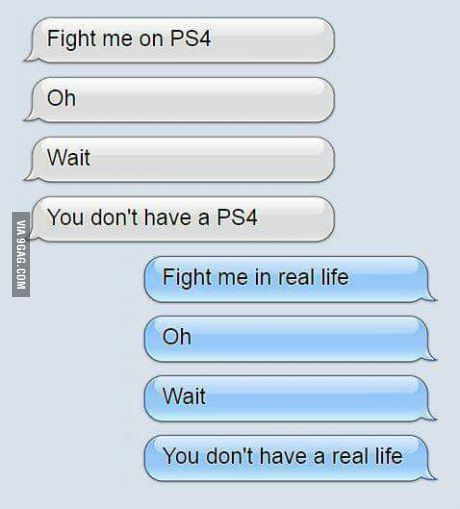 Fight me on PS4
Oh
Wait
You don't have a PS4
VIA 9GAG.COM
Fight me in real life
Oh
Wait
You don't have a real life